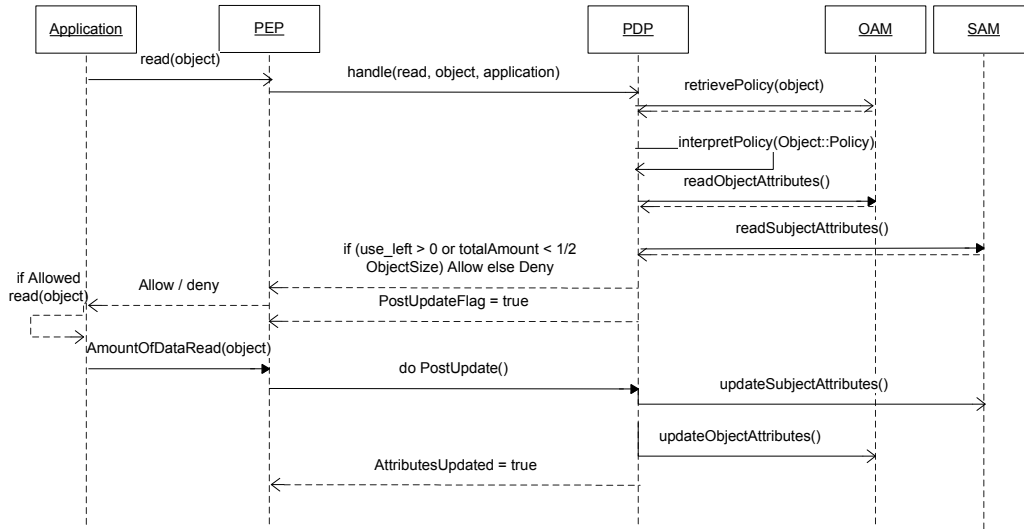 Application
PEP
PDP
OAM
SAM
read(object)
handle(read, object, application)
retrievePolicy(object)
interpretPolicy(Object::Policy)
readObjectAttributes()
readSubjectAttributes()
if (use_left > 0 or totalAmount < 1/2
ObjectSize) Allow else Deny
if Allowed
read(object)
Allow / deny
PostUpdateFlag = true
AmountOfDataRead(object)
do PostUpdate()
updateSubjectAttributes()
updateObjectAttributes()
AttributesUpdated = true